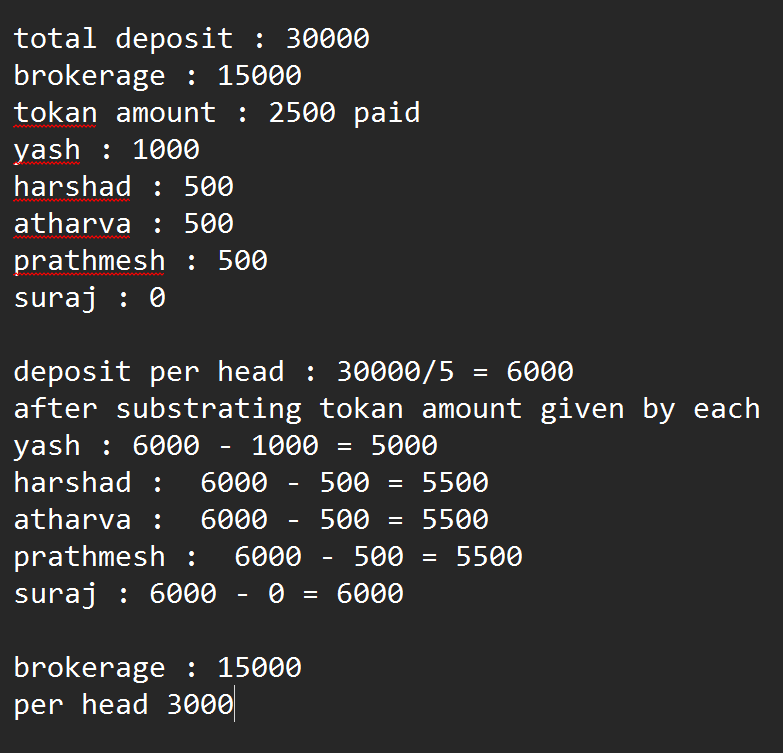 total deposit : 30000
brokerage : 15000
tokan amount : 2500 paid
yash : 1000
harshad : 500
atharva : 500
prathmesh : 500
suraj : 0
deposit per head : 30000/5 = 6000
after substrating tokan amount given by each
yash : 6000 - 1000 = 5000
harshad :  6000 - 500 = 5500
atharva :  6000 - 500 = 5500
prathmesh :  6000 - 500 = 5500
suraj : 6000 - 0 = 6000
brokerage : 15000
per head 3000